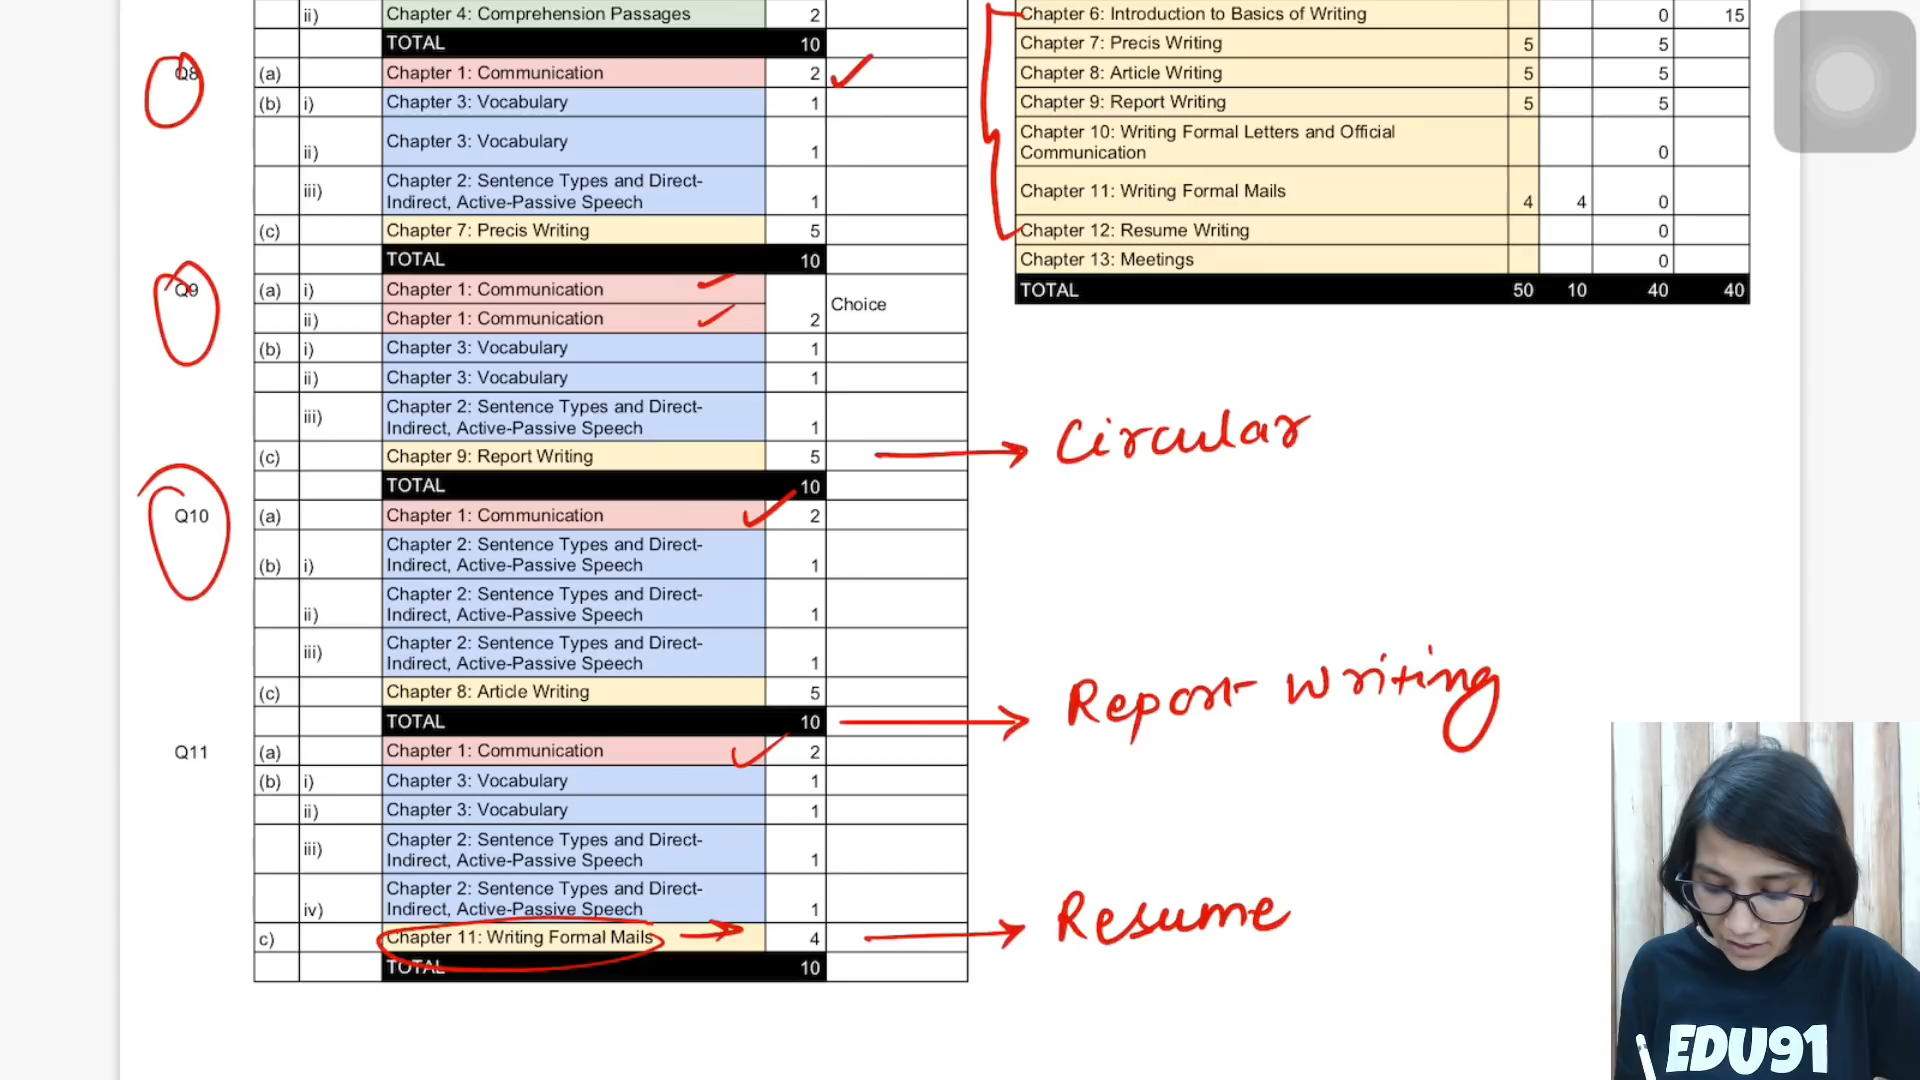 ii) Chapter 4: Comprehension Passages 2
TOTAL 10
Q8 (a) Chapter 1: Communication 2
(b) i) Chapter 3: Vocabulary 1
ii) Chapter 3: Vocabulary 1
iii) Chapter 2: Sentence Types and Direct-
Indirect, Active-Passive Speech 1
(c) Chapter 7: Precis Writing 5
TOTAL 10
Q9 (a) i) Chapter 1: Communication
ii) Chapter 1: Communication 2 Choice
(b) i) Chapter 3: Vocabulary 1
ii) Chapter 3: Vocabulary 1
iii) Chapter 2: Sentence Types and Direct-
Indirect, Active-Passive Speech 1
(c) Chapter 9: Report Writing 5
TOTAL 10
Q10 (a) Chapter 1: Communication 2
(b) i) Chapter 2: Sentence Types and Direct-
Indirect, Active-Passive Speech 1
ii) Chapter 2: Sentence Types and Direct-
Indirect, Active-Passive Speech 1
iii) Chapter 2: Sentence Types and Direct-
Indirect, Active-Passive Speech 1
(c) Chapter 8: Article Writing 5
TOTAL 10
Q11 (a) Chapter 1: Communication 2
(b) i) Chapter 3: Vocabulary 1
ii) Chapter 3: Vocabulary 1
iii) Chapter 2: Sentence Types and Direct-
Indirect, Active-Passive Speech 1
iv) Chapter 2: Sentence Types and Direct-
Indirect, Active-Passive Speech 1
c) Chapter 11: Writing Formal Mails 4
TOTAL 10
Chapter 6: Introduction to Basics of Writing 0 15
Chapter 7: Precis Writing 5 5
Chapter 8: Article Writing 5 5
Chapter 9: Report Writing 5 5
Chapter 10: Writing Formal Letters and Official
Communication 0
Chapter 11: Writing Formal Mails 4 4 0
Chapter 12: Resume Writing 0
Chapter 13: Meetings 0
TOTAL 50 10 40 40
Circular
Report Writing
Resume
EDU91